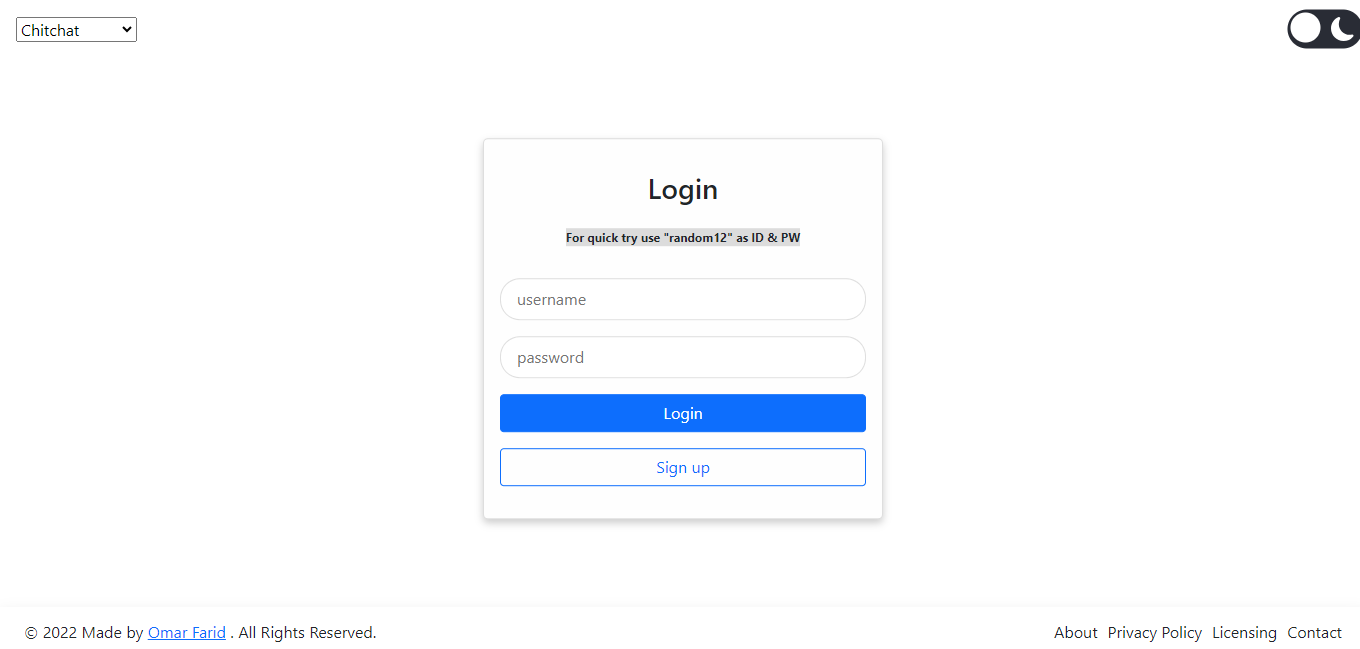 Chitchat
Login
For quick try use "random12" as ID & PW
username
password
Login
Sign up
© 2022 Made by Omar Farid . All Rights Reserved.
About Privacy Policy Licensing Contact